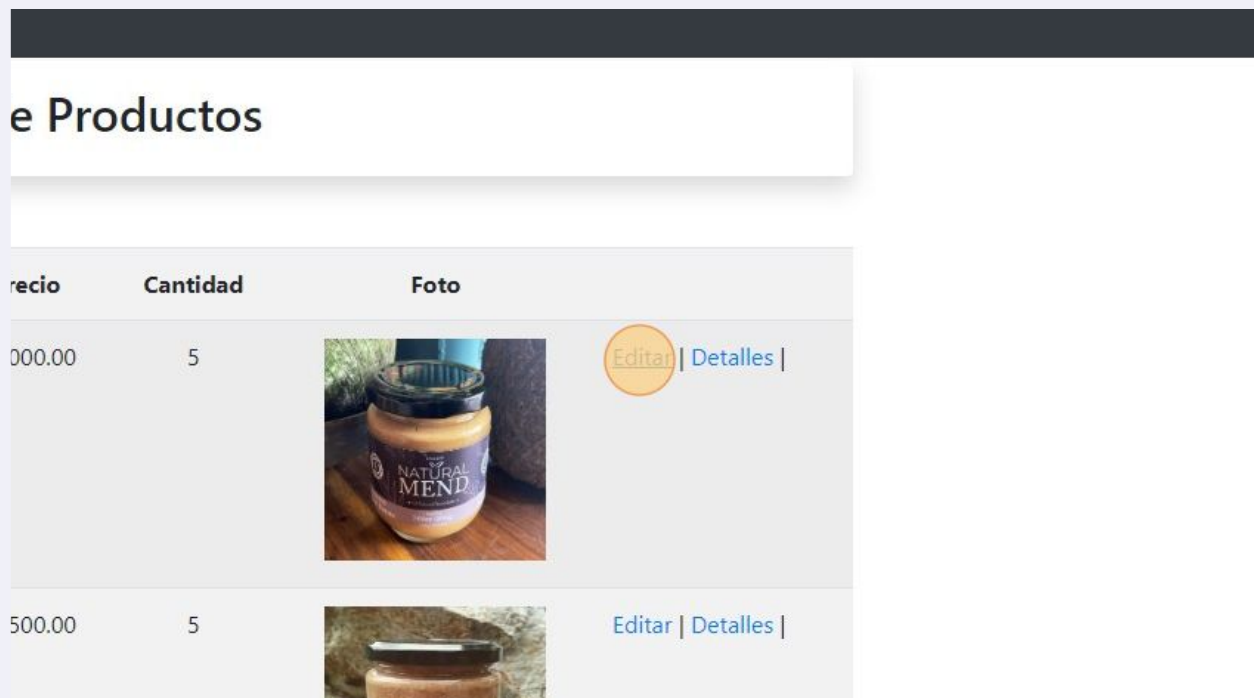 e Productos
recio Cantidad Foto
000.00 5 Editar | Detalles |
NATURAL
MEND
500.00 5 Editar | Detalles |